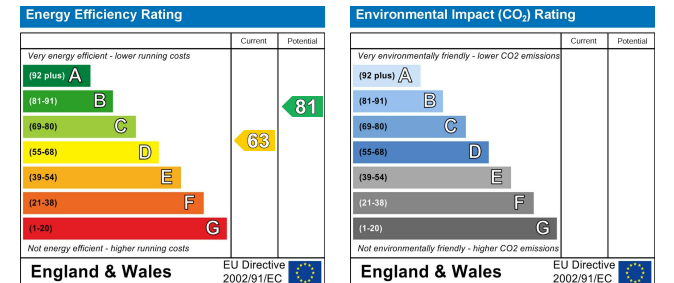 Energy Efficiency Rating
Current Potential
Very energy efficient - lower running costs
(92 plus) A
(81-91) B
(69-80) C
(55-68) D
(39-54) E
(21-38) F
(1-20) G
63
81
Not energy efficient - higher running costs
England & Wales
EU Directive
2002/91/EC
Environmental Impact (CO₂) Rating
Current Potential
Very environmentally friendly - lower CO2 emissions
(92 plus) A
(81-91) B
(69-80) C
(55-68) D
(39-54) E
(21-38) F
(1-20) G
Not environmentally friendly - higher CO2 emissions
England & Wales
EU Directive
2002/91/EC